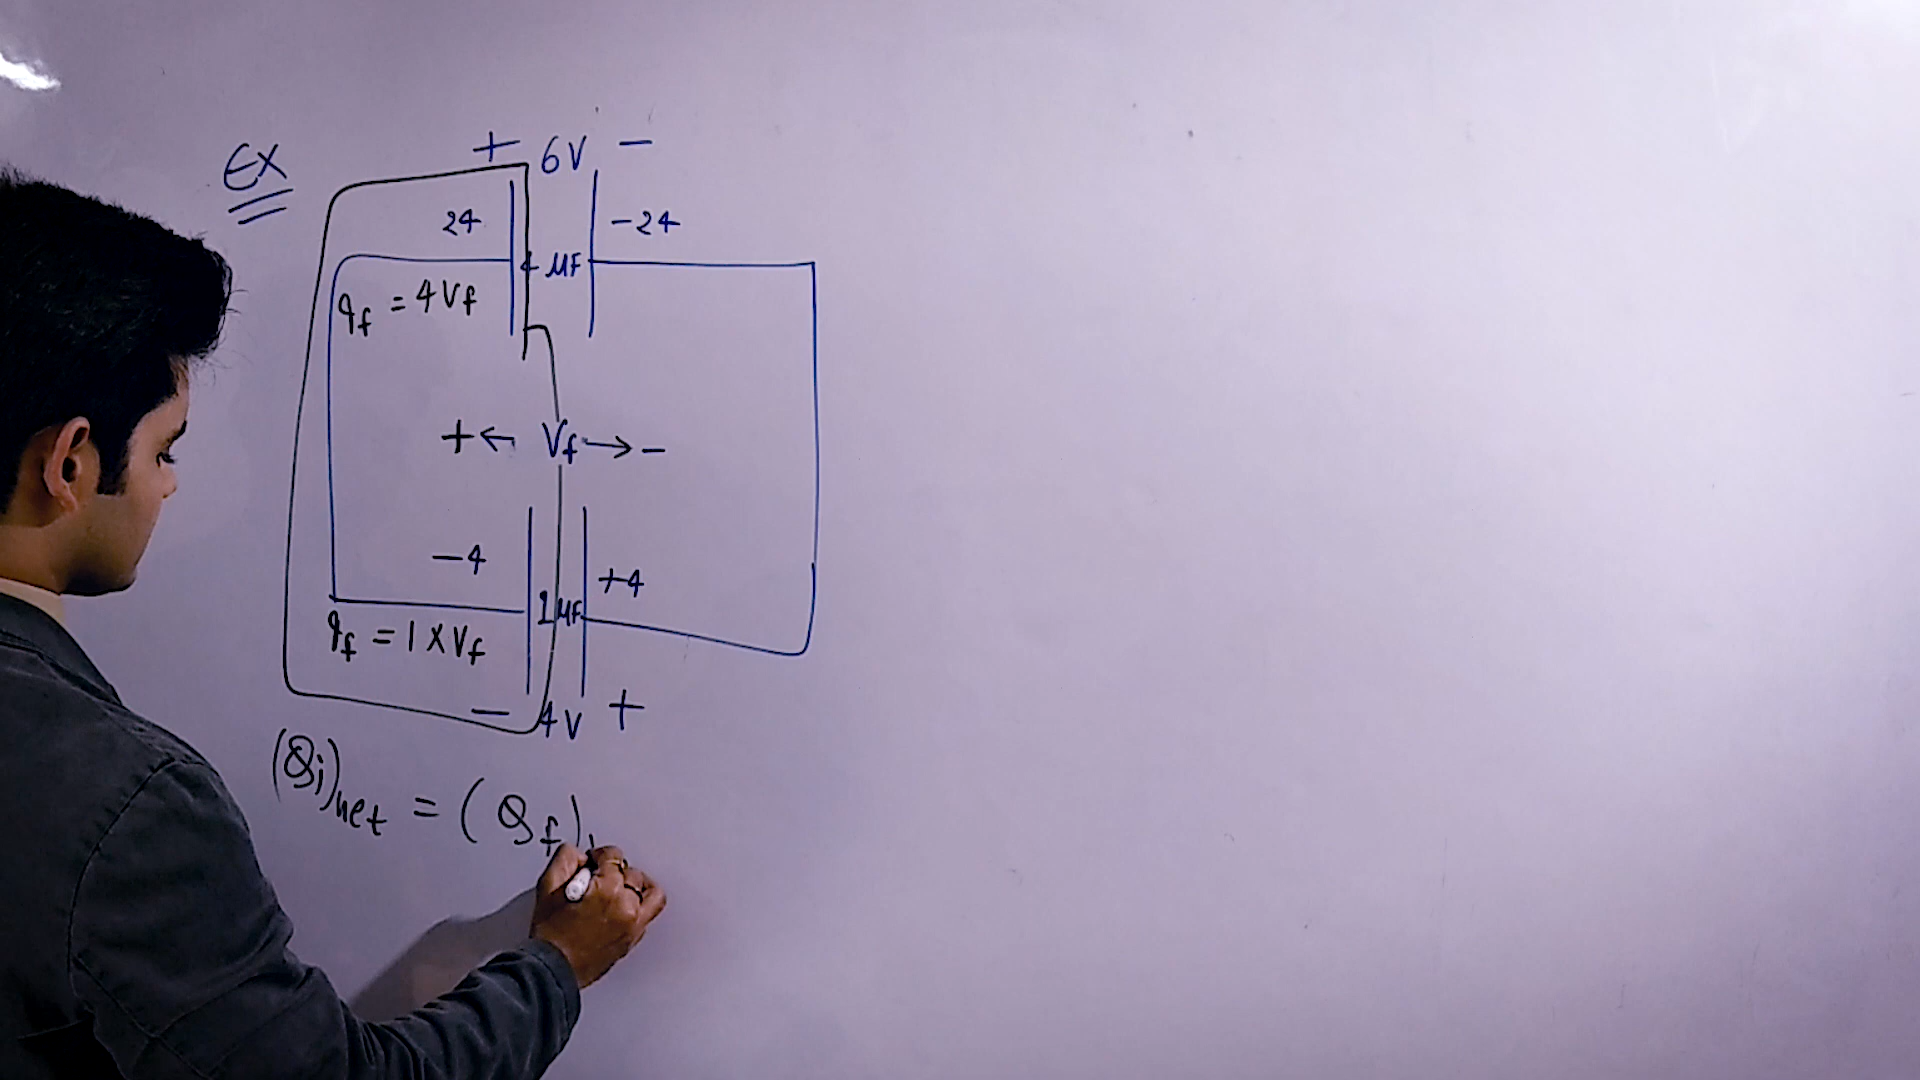 EX
+ 6V −
24 −24
4 μF
qf = 4Vf
+ ← Vf → −
−4 +4
1 μF
qf = 1 × Vf
− 4V +
(Qi)net = (Qf)